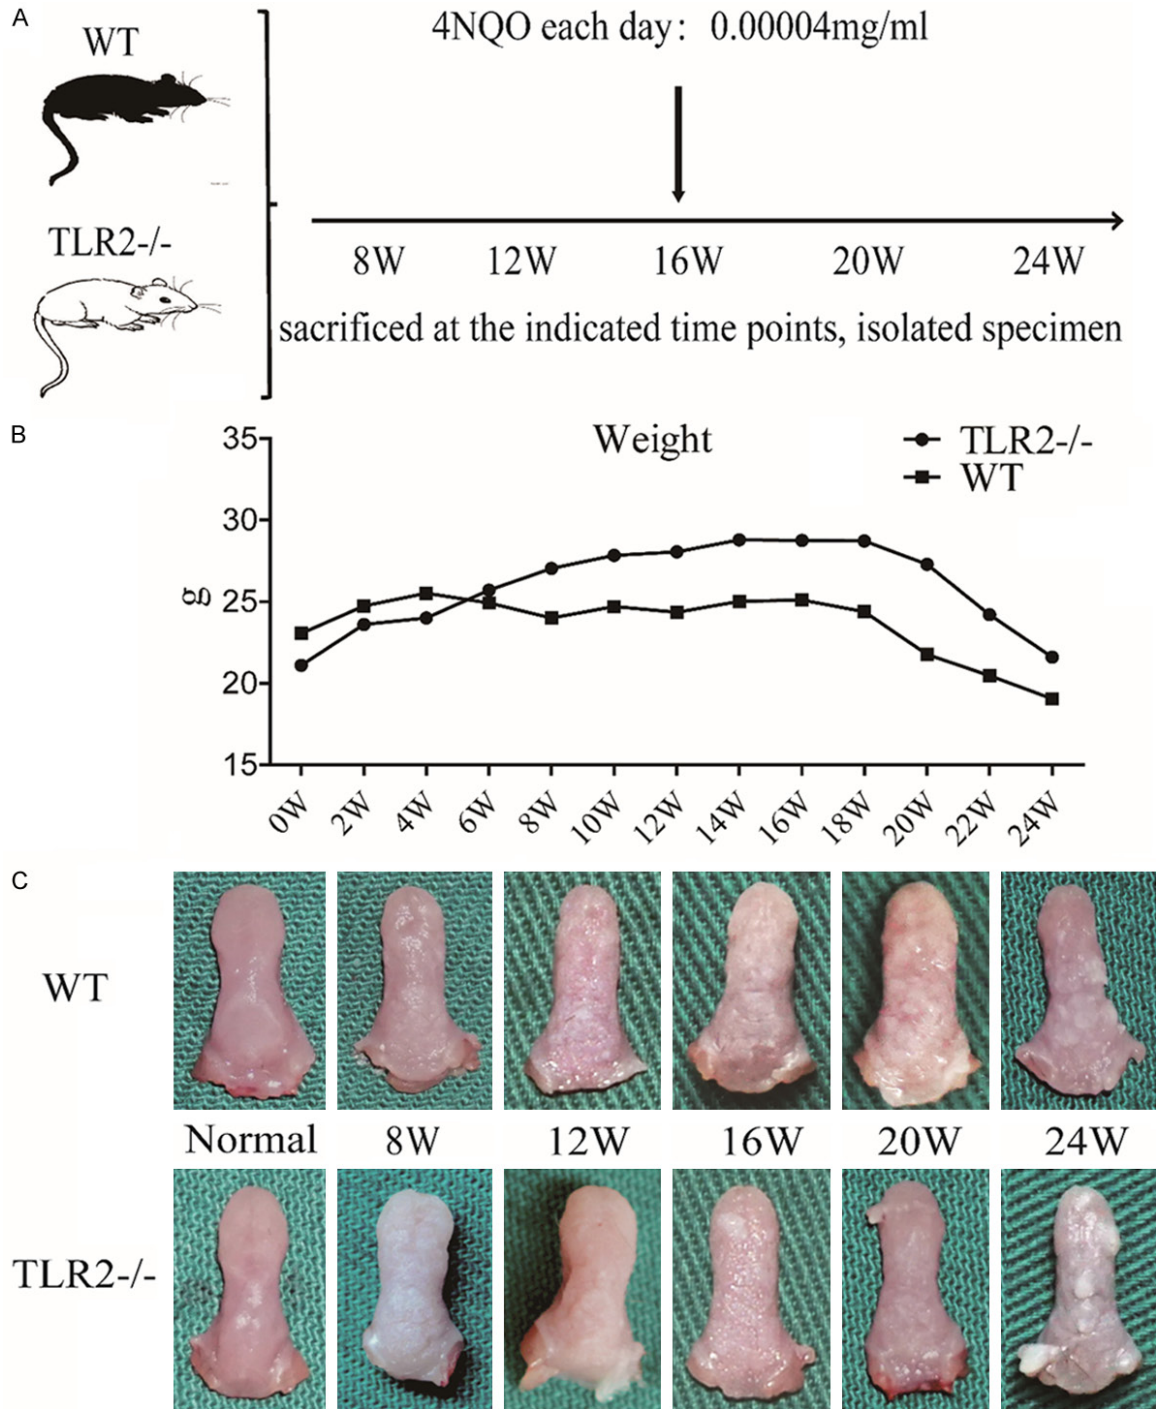 A
WT
4NQO each day: 0.00004mg/ml
TLR2-/-
8W 12W 16W 20W 24W
sacrificed at the indicated time points, isolated specimen
B
Weight
TLR2-/-
WT
g
35
30
25
20
15
0W 2W 4W 6W 8W 10W 12W 14W 16W 18W 20W 22W 24W
C
WT
Normal 8W 12W 16W 20W 24W
TLR2-/-